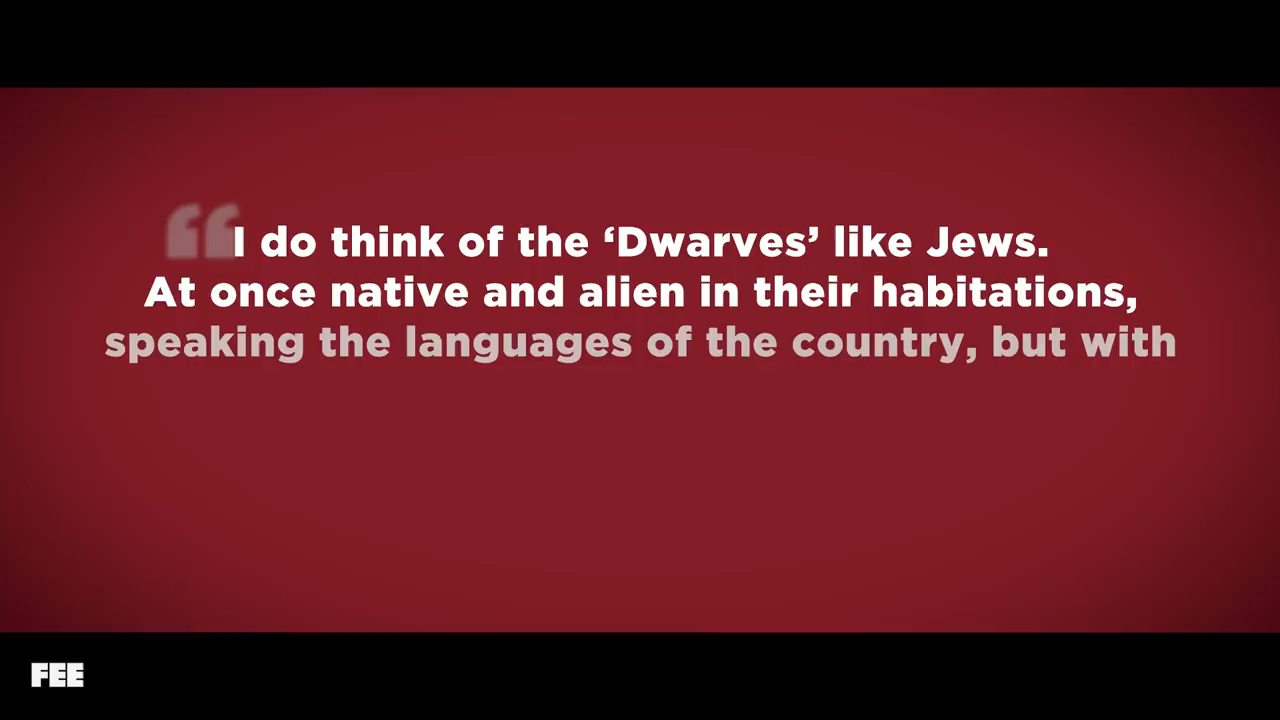 “I do think of the ‘Dwarves’ like Jews.
At once native and alien in their habitations,
speaking the languages of the country, but with
FEE